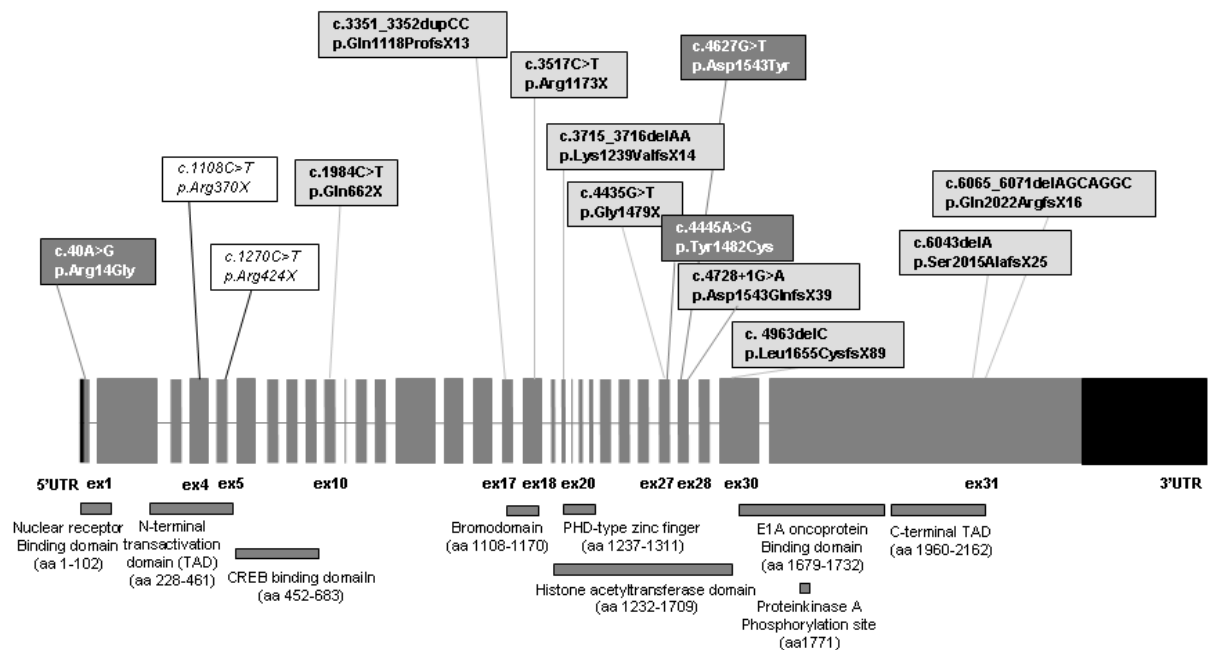 c.3351_3352dupCC
p.Gln1118ProfsX13
c.3517C>T
p.Arg1173X
c.4627G>T
p.Asp1543Tyr
c.1108C>T
p.Arg370X
c.1984C>T
p.Gln662X
c.3715_3716delAA
p.Lys1239ValfsX14
c.6065_6071delAGCAGGC
p.Gln2022ArgfsX16
c.4435G>T
p.Gly1479X
c.4445A>G
p.Tyr1482Cys
c.40A>G
p.Arg14Gly
c.1270C>T
p.Arg424X
c.6043delA
p.Ser2015AlafsX25
c.4728+1G>A
p.Asp1543GlnfsX39
c. 4963delC
p.Leu1655CysfsX89
5'UTR ex1 ex4 ex5 ex10 ex17 ex18 ex20 ex27 ex28 ex30 ex31 3'UTR
Nuclear receptor
Binding domain
(aa 1-102)
N-terminal
transactivation
domain (TAD)
(aa 228-461)
CREB binding domailn
(aa 452-683)
Bromodomain
(aa 1108-1170)
PHD-type zinc finger
(aa 1237-1311)
Histone acetyltransferase domain
(aa 1232-1709)
E1A oncoprotein
Binding domain
(aa 1679-1732)
Proteinkinase A
Phosphorylation site
(aa1771)
C-terminal TAD
(aa 1960-2162)